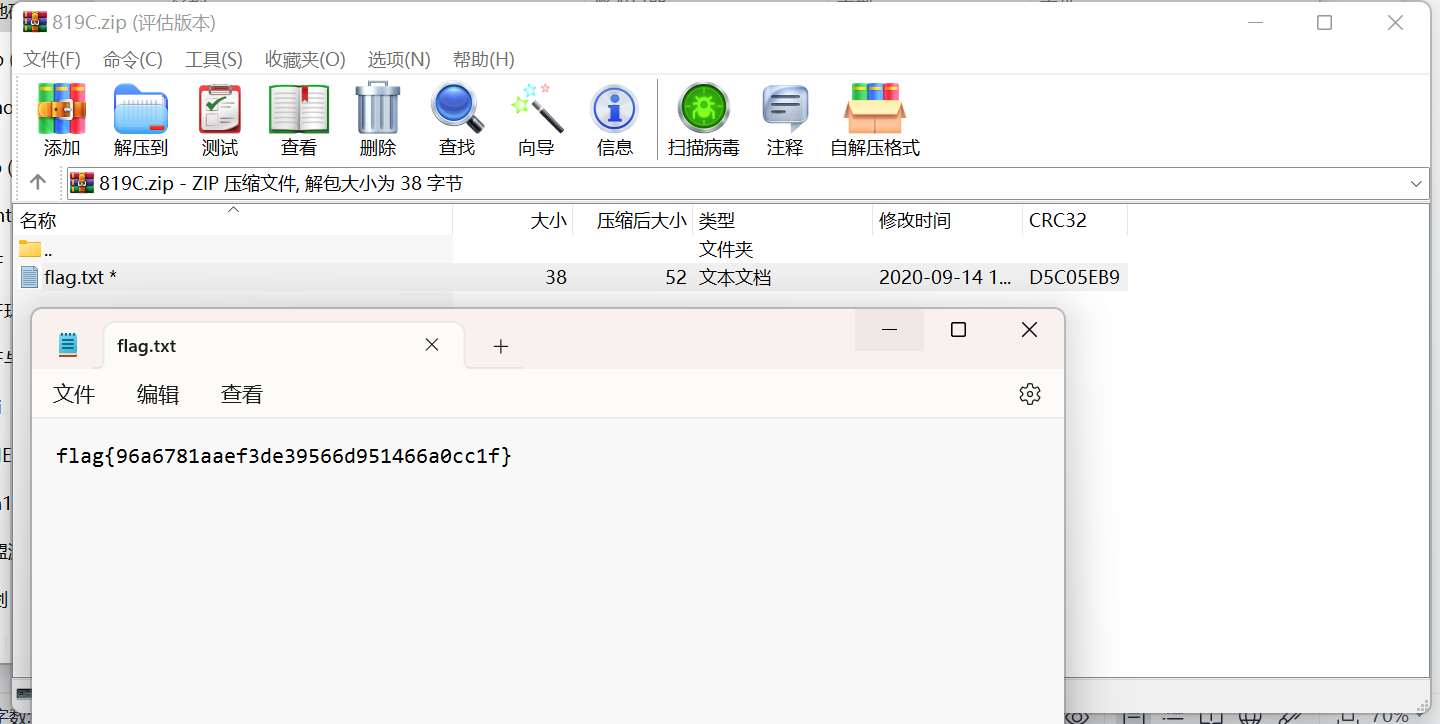 819C.zip (评估版本)
文件(F) 命令(C) 工具(S) 收藏夹(O) 选项(N) 帮助(H)
添加 解压到 测试 查看 删除 查找 向导 信息 扫描病毒 注释 自解压格式
819C.zip - ZIP 压缩文件, 解包大小为 38 字节
名称 大小 压缩后大小 类型 修改时间 CRC32
.. 文件夹
flag.txt * 38 52 文本文档 2020-09-14 1... D5C05EB9
flag.txt
文件 编辑 查看
flag{96a6781aaef3de39566d951466a0cc1f}
字数:
70%